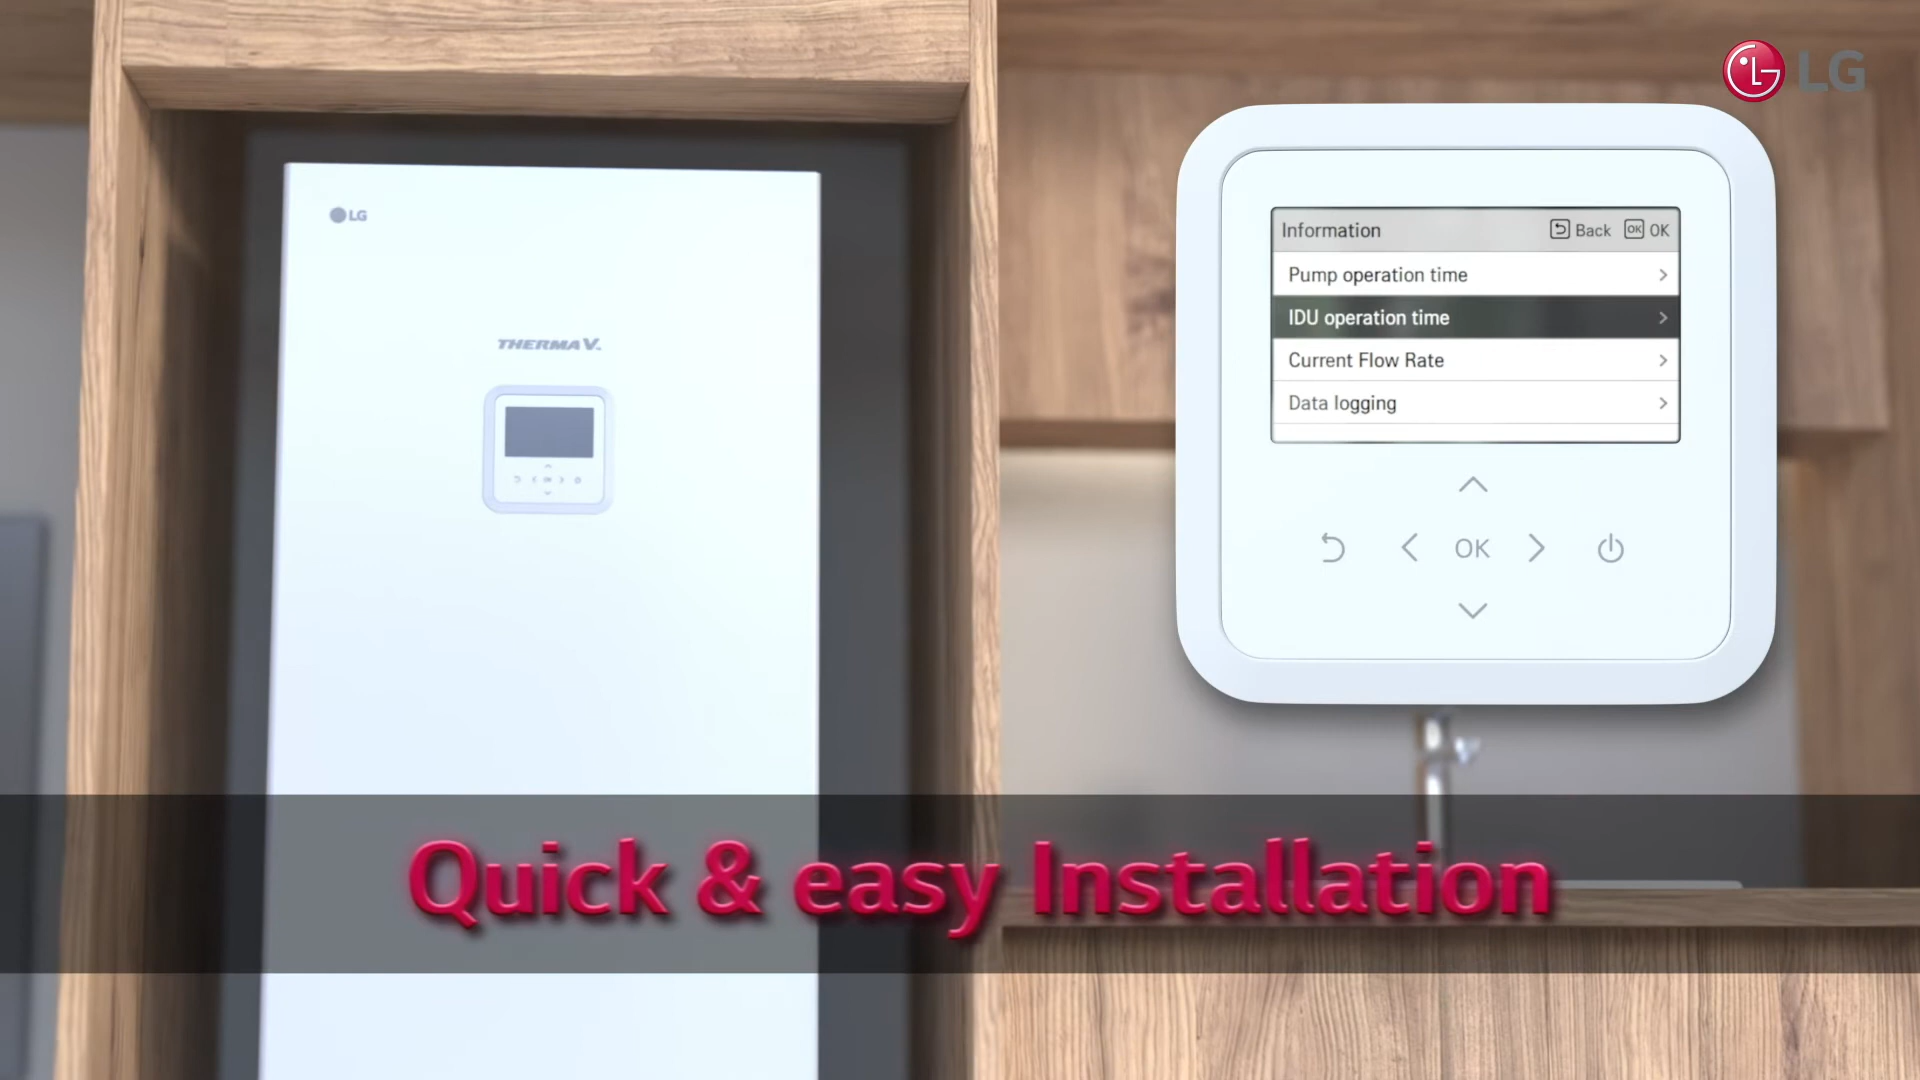 LG
LG
THERMA V.
Information
Back
OK
OK
Pump operation time
IDU operation time
Current Flow Rate
Data logging
OK
Quick & easy Installation